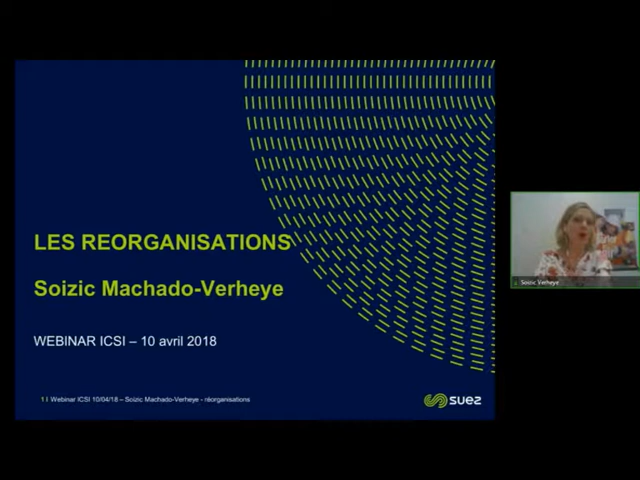 LES REORGANISATIONS
Soizic Machado-Verheye
WEBINAR ICSI – 10 avril 2018
1 I Webinar ICSI 10/04/18 – Soizic Machado-Verheye - réorganisations
suez
Soizic Verheye